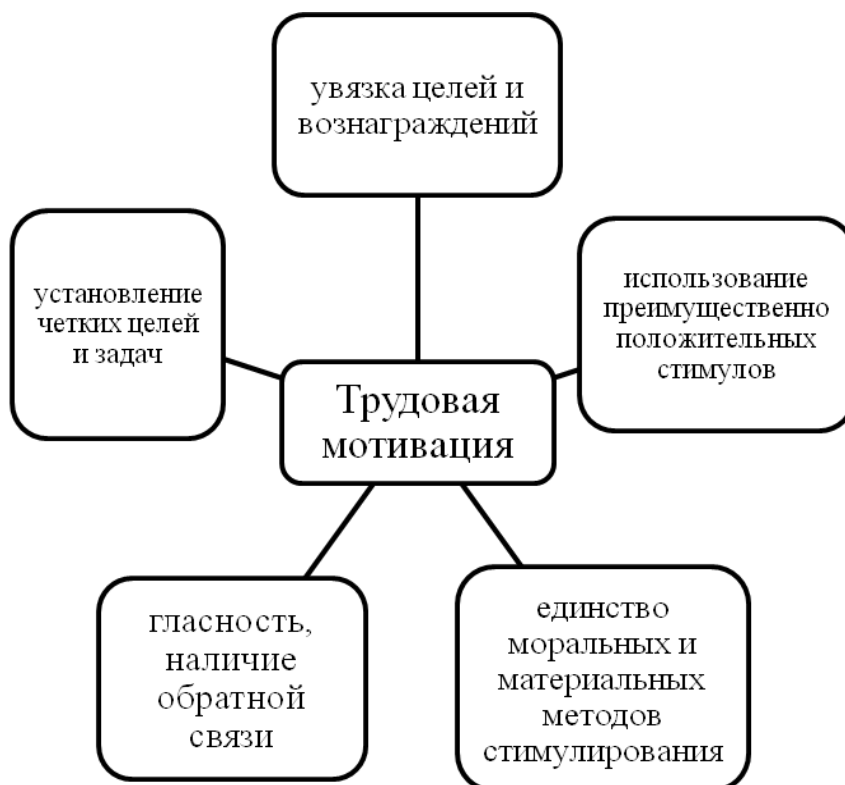 увязка целей и
вознаграждений
установление
четких целей
и задач
использование
преимущественно
положительных
стимулов
Трудовая
мотивация
гласность,
наличие
обратной
связи
единство
моральных и
материальных
методов
стимулирования